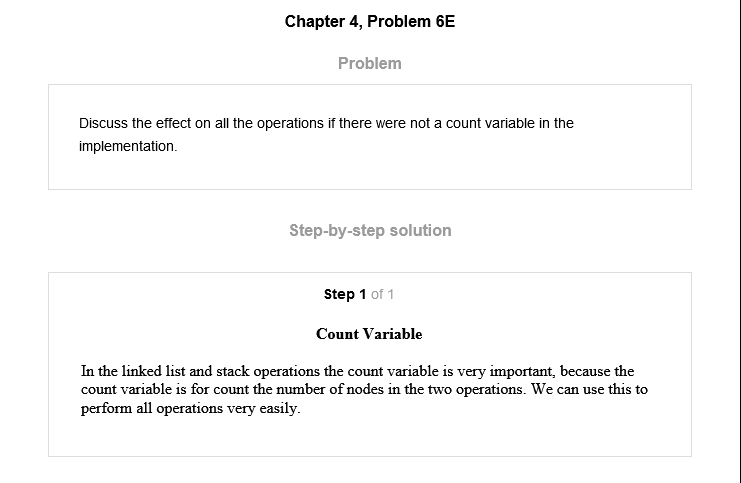 Chapter 4, Problem 6E
Problem
Discuss the effect on all the operations if there were not a count variable in the
implementation.
Step-by-step solution
Step 1 of 1
Count Variable
In the linked list and stack operations the count variable is very important, because the
count variable is for count the number of nodes in the two operations. We can use this to
perform all operations very easily.